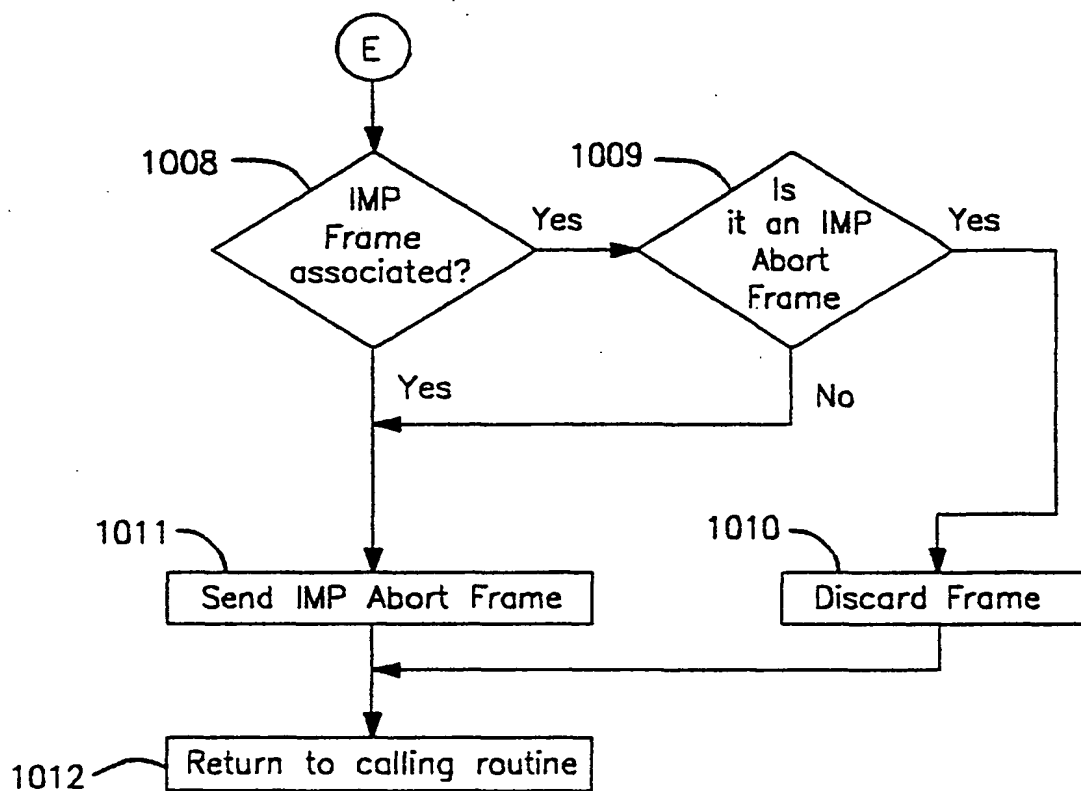 E
1008
IMP
Frame
associated?
Yes
1009
Is
it an IMP
Abort
Frame
Yes
Yes
No
1011
Send IMP Abort Frame
1010
Discard Frame
1012
Return to calling routine